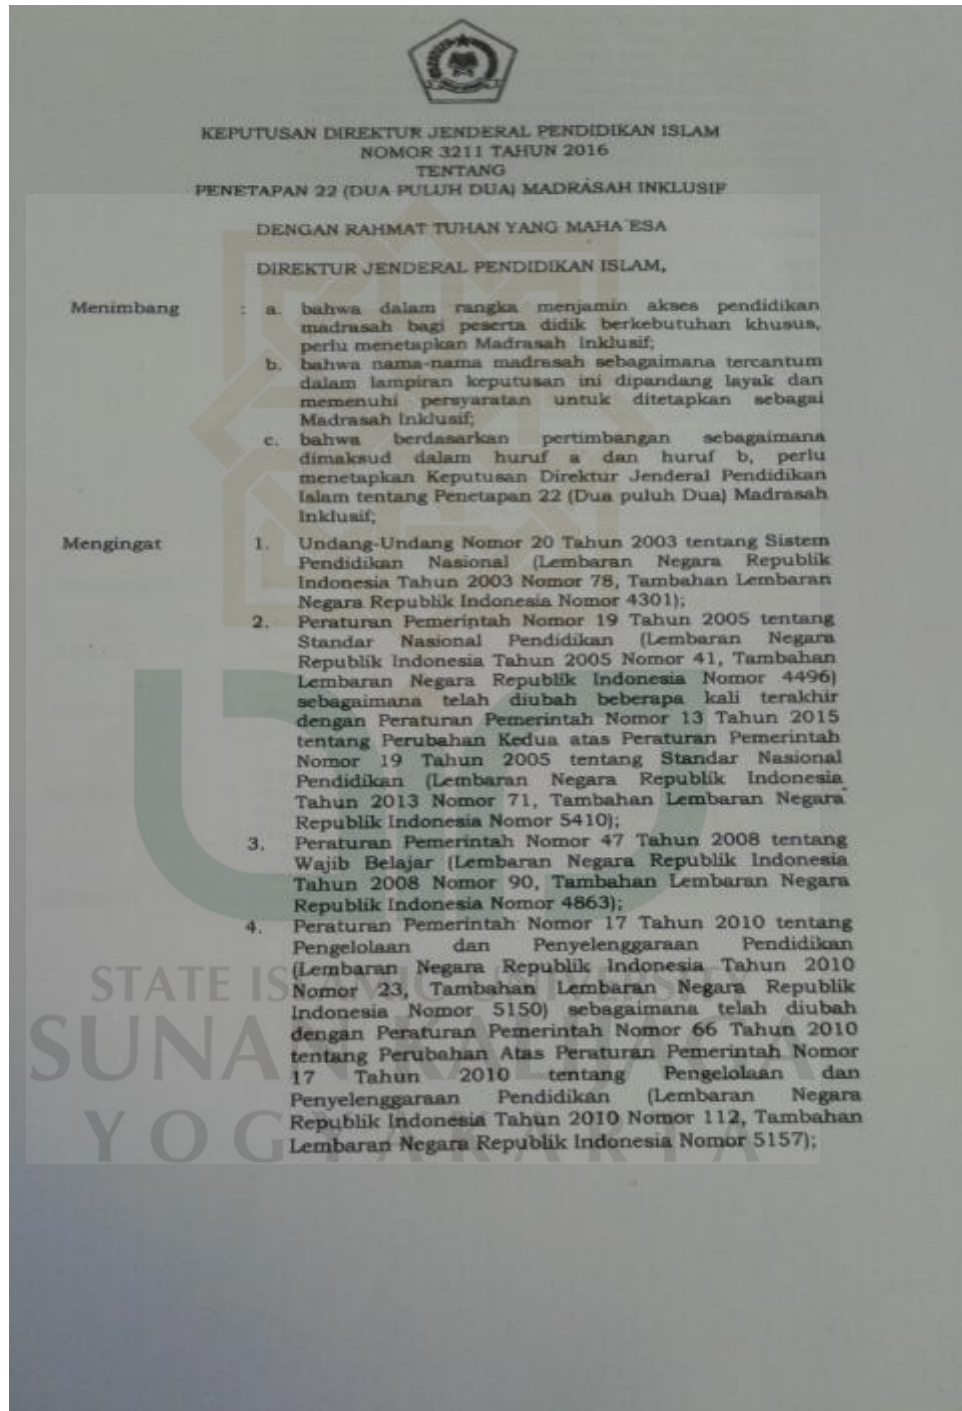 KEPUTUSAN DIREKTUR JENDERAL PENDIDIKAN ISLAM
NOMOR 3211 TAHUN 2016
TENTANG
PENETAPAN 22 (DUA PULUH DUA) MADRASAH INKLUSIF
DENGAN RAHMAT TUHAN YANG MAHA ESA
DIREKTUR JENDERAL PENDIDIKAN ISLAM,
Menimbang : a. bahwa dalam rangka menjamin akses pendidikan
madrasah bagi peserta didik berkebutuhan khusus,
perlu menetapkan Madrasah Inklusif;
b. bahwa nama-nama madrasah sebagaimana tercantum
dalam lampiran keputusan ini dipandang layak dan
memenuhi persyaratan untuk ditetapkan sebagai
Madrasah Inklusif;
c. bahwa berdasarkan pertimbangan sebagaimana
dimaksud dalam huruf a dan huruf b, perlu
menetapkan Keputusan Direktur Jenderal Pendidikan
Islam tentang Penetapan 22 (Dua puluh Dua) Madrasah
Inklusif;
Mengingat 1. Undang-Undang Nomor 20 Tahun 2003 tentang Sistem
Pendidikan Nasional (Lembaran Negara Republik
Indonesia Tahun 2003 Nomor 78, Tambahan Lembaran
Negara Republik Indonesia Nomor 4301);
2. Peraturan Pemerintah Nomor 19 Tahun 2005 tentang
Standar Nasional Pendidikan (Lembaran Negara
Republik Indonesia Tahun 2005 Nomor 41, Tambahan
Lembaran Negara Republik Indonesia Nomor 4496)
sebagaimana telah diubah beberapa kali terakhir
dengan Peraturan Pemerintah Nomor 13 Tahun 2015
tentang Perubahan Kedua atas Peraturan Pemerintah
Nomor 19 Tahun 2005 tentang Standar Nasional
Pendidikan (Lembaran Negara Republik Indonesia
Tahun 2013 Nomor 71, Tambahan Lembaran Negara
Republik Indonesia Nomor 5410);
3. Peraturan Pemerintah Nomor 47 Tahun 2008 tentang
Wajib Belajar (Lembaran Negara Republik Indonesia
Tahun 2008 Nomor 90, Tambahan Lembaran Negara
Republik Indonesia Nomor 4863);
4. Peraturan Pemerintah Nomor 17 Tahun 2010 tentang
Pengelolaan dan Penyelenggaraan Pendidikan
(Lembaran Negara Republik Indonesia Tahun 2010
Nomor 23, Tambahan Lembaran Negara Republik
Indonesia Nomor 5150) sebagaimana telah diubah
dengan Peraturan Pemerintah Nomor 66 Tahun 2010
tentang Perubahan Atas Peraturan Pemerintah Nomor
17 Tahun 2010 tentang Pengelolaan dan
Penyelenggaraan Pendidikan (Lembaran Negara
Republik Indonesia Tahun 2010 Nomor 112, Tambahan
Lembaran Negara Republik Indonesia Nomor 5157);
STATE ISLAMIC UNIVERSITY
SUNAN KALIJAGA
YOGYAKARTA